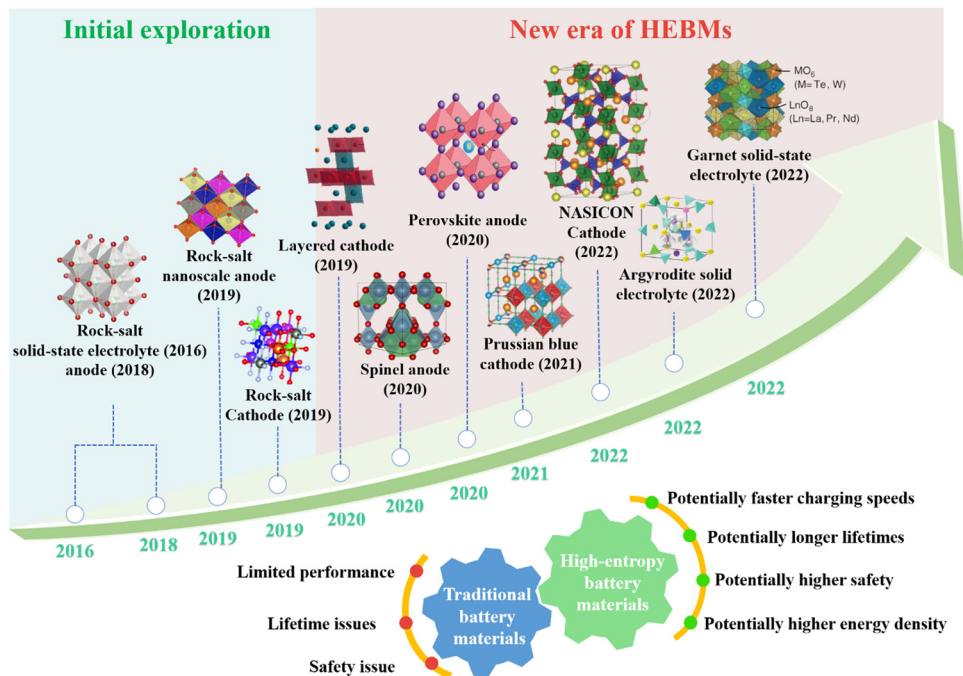 Initial exploration
New era of HEBMs
MO6
(M= Te, W)
LnO8
(Ln=La, Pr, Nd)
Garnet solid-state
electrolyte (2022)
Rock-salt
solid-state electrolyte (2016)
anode (2018)
Rock-salt
nanoscale anode
(2019)
Rock-salt
Cathode (2019)
Layered cathode
(2019)
Spinel anode
(2020)
Perovskite anode
(2020)
Prussian blue
cathode (2021)
NASICON
Cathode
(2022)
Argyrodite solid
electrolyte (2022)
2016
2018
2019
2019
2020
2020
2020
2021
2022
2022
2022
Limited performance
Lifetime issues
Safety issue
Traditional
battery
materials
High-entropy
battery
materials
Potentially faster charging speeds
Potentially longer lifetimes
Potentially higher safety
Potentially higher energy density